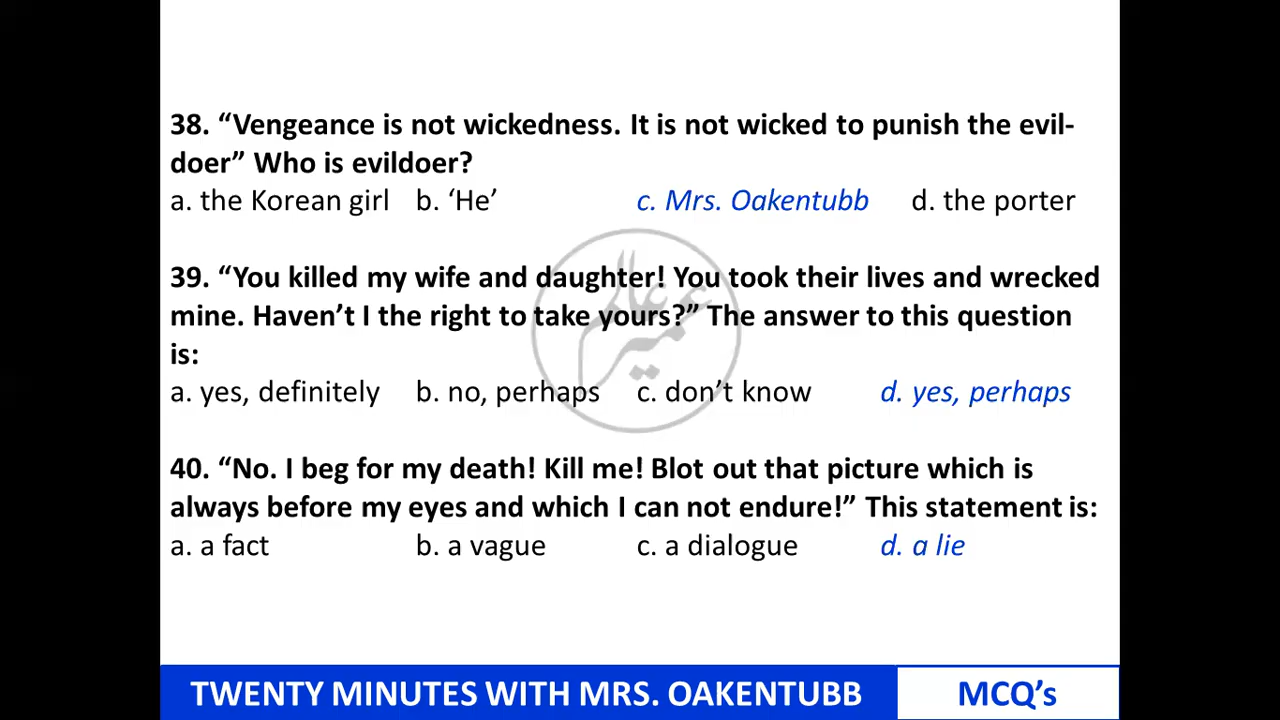 38. “Vengeance is not wickedness. It is not wicked to punish the evil-
doer” Who is evildoer?
a. the Korean girl b. ‘He’ c. Mrs. Oakentubb d. the porter
39. “You killed my wife and daughter! You took their lives and wrecked
mine. Haven’t I the right to take yours?” The answer to this question
is:
a. yes, definitely b. no, perhaps c. don’t know d. yes, perhaps
40. “No. I beg for my death! Kill me! Blot out that picture which is
always before my eyes and which I can not endure!” This statement is:
a. a fact b. a vague c. a dialogue d. a lie
TWENTY MINUTES WITH MRS. OAKENTUBB MCQ’s